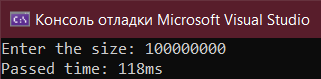 Консоль отладки Microsoft Visual Studio
Enter the size: 100000000
Passed time: 118ms